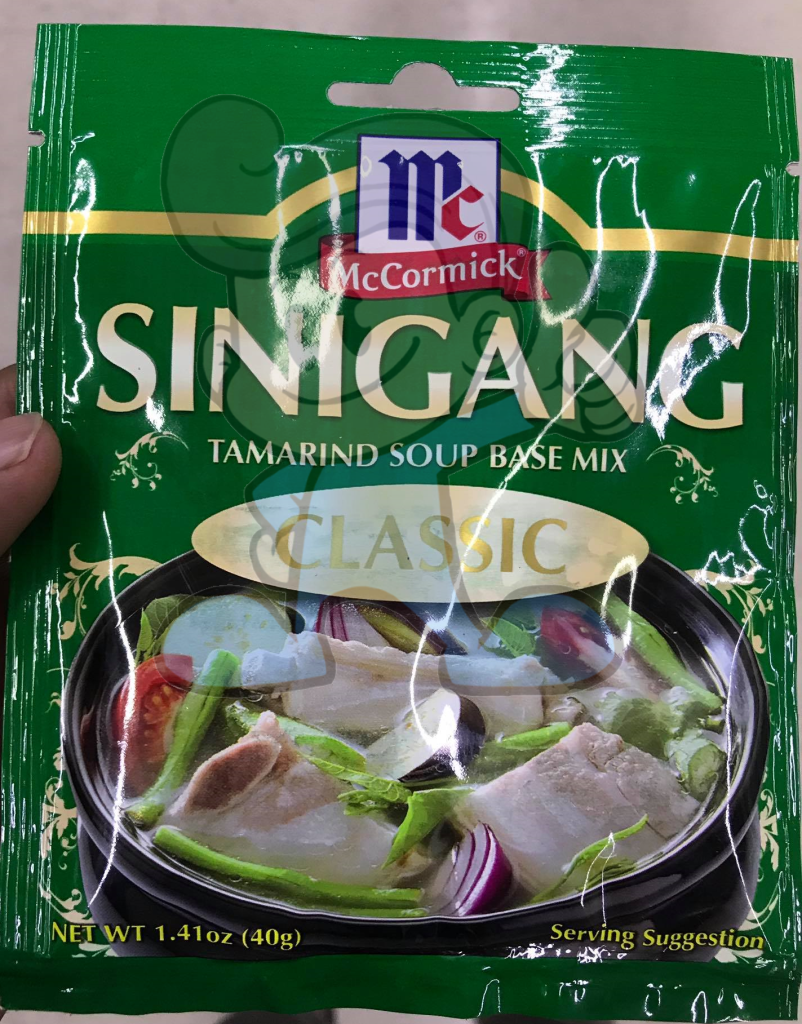 Mc®
McCormick®
SINIGANG
TAMARIND SOUP BASE MIX
CLASSIC
NET WT 1.41oz (40g)
Serving Suggestion